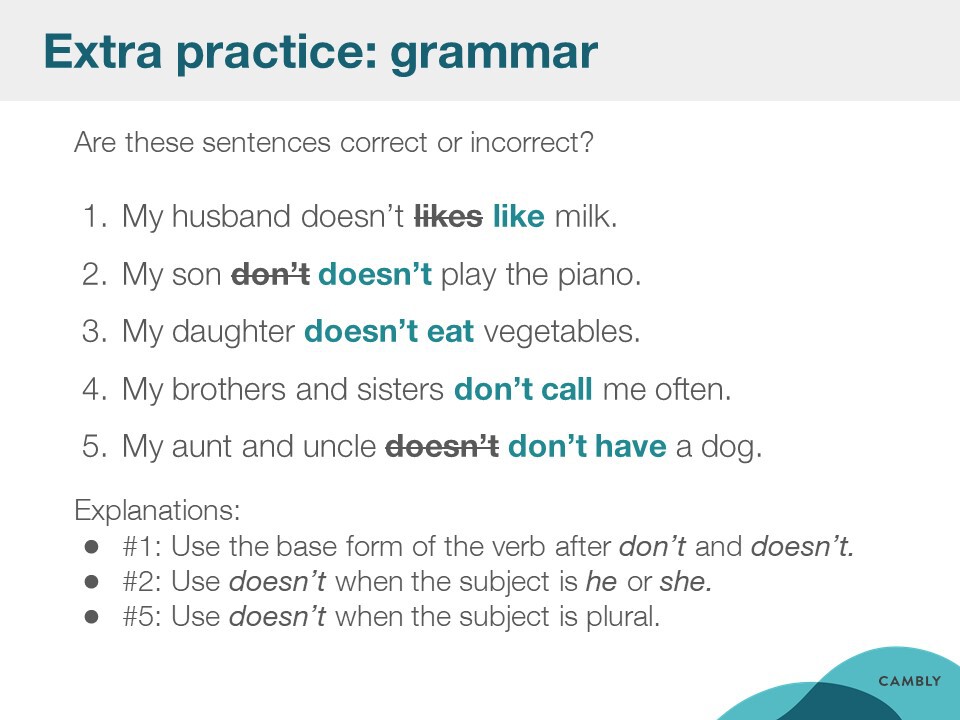 Extra practice: grammar
Are these sentences correct or incorrect?
1. My husband doesn’t likes like milk.
2. My son don’t doesn’t play the piano.
3. My daughter doesn’t eat vegetables.
4. My brothers and sisters don’t call me often.
5. My aunt and uncle doesn’t don’t have a dog.
Explanations:
● #1: Use the base form of the verb after don’t and doesn’t.
● #2: Use doesn’t when the subject is he or she.
● #5: Use doesn’t when the subject is plural.
CAMBLY